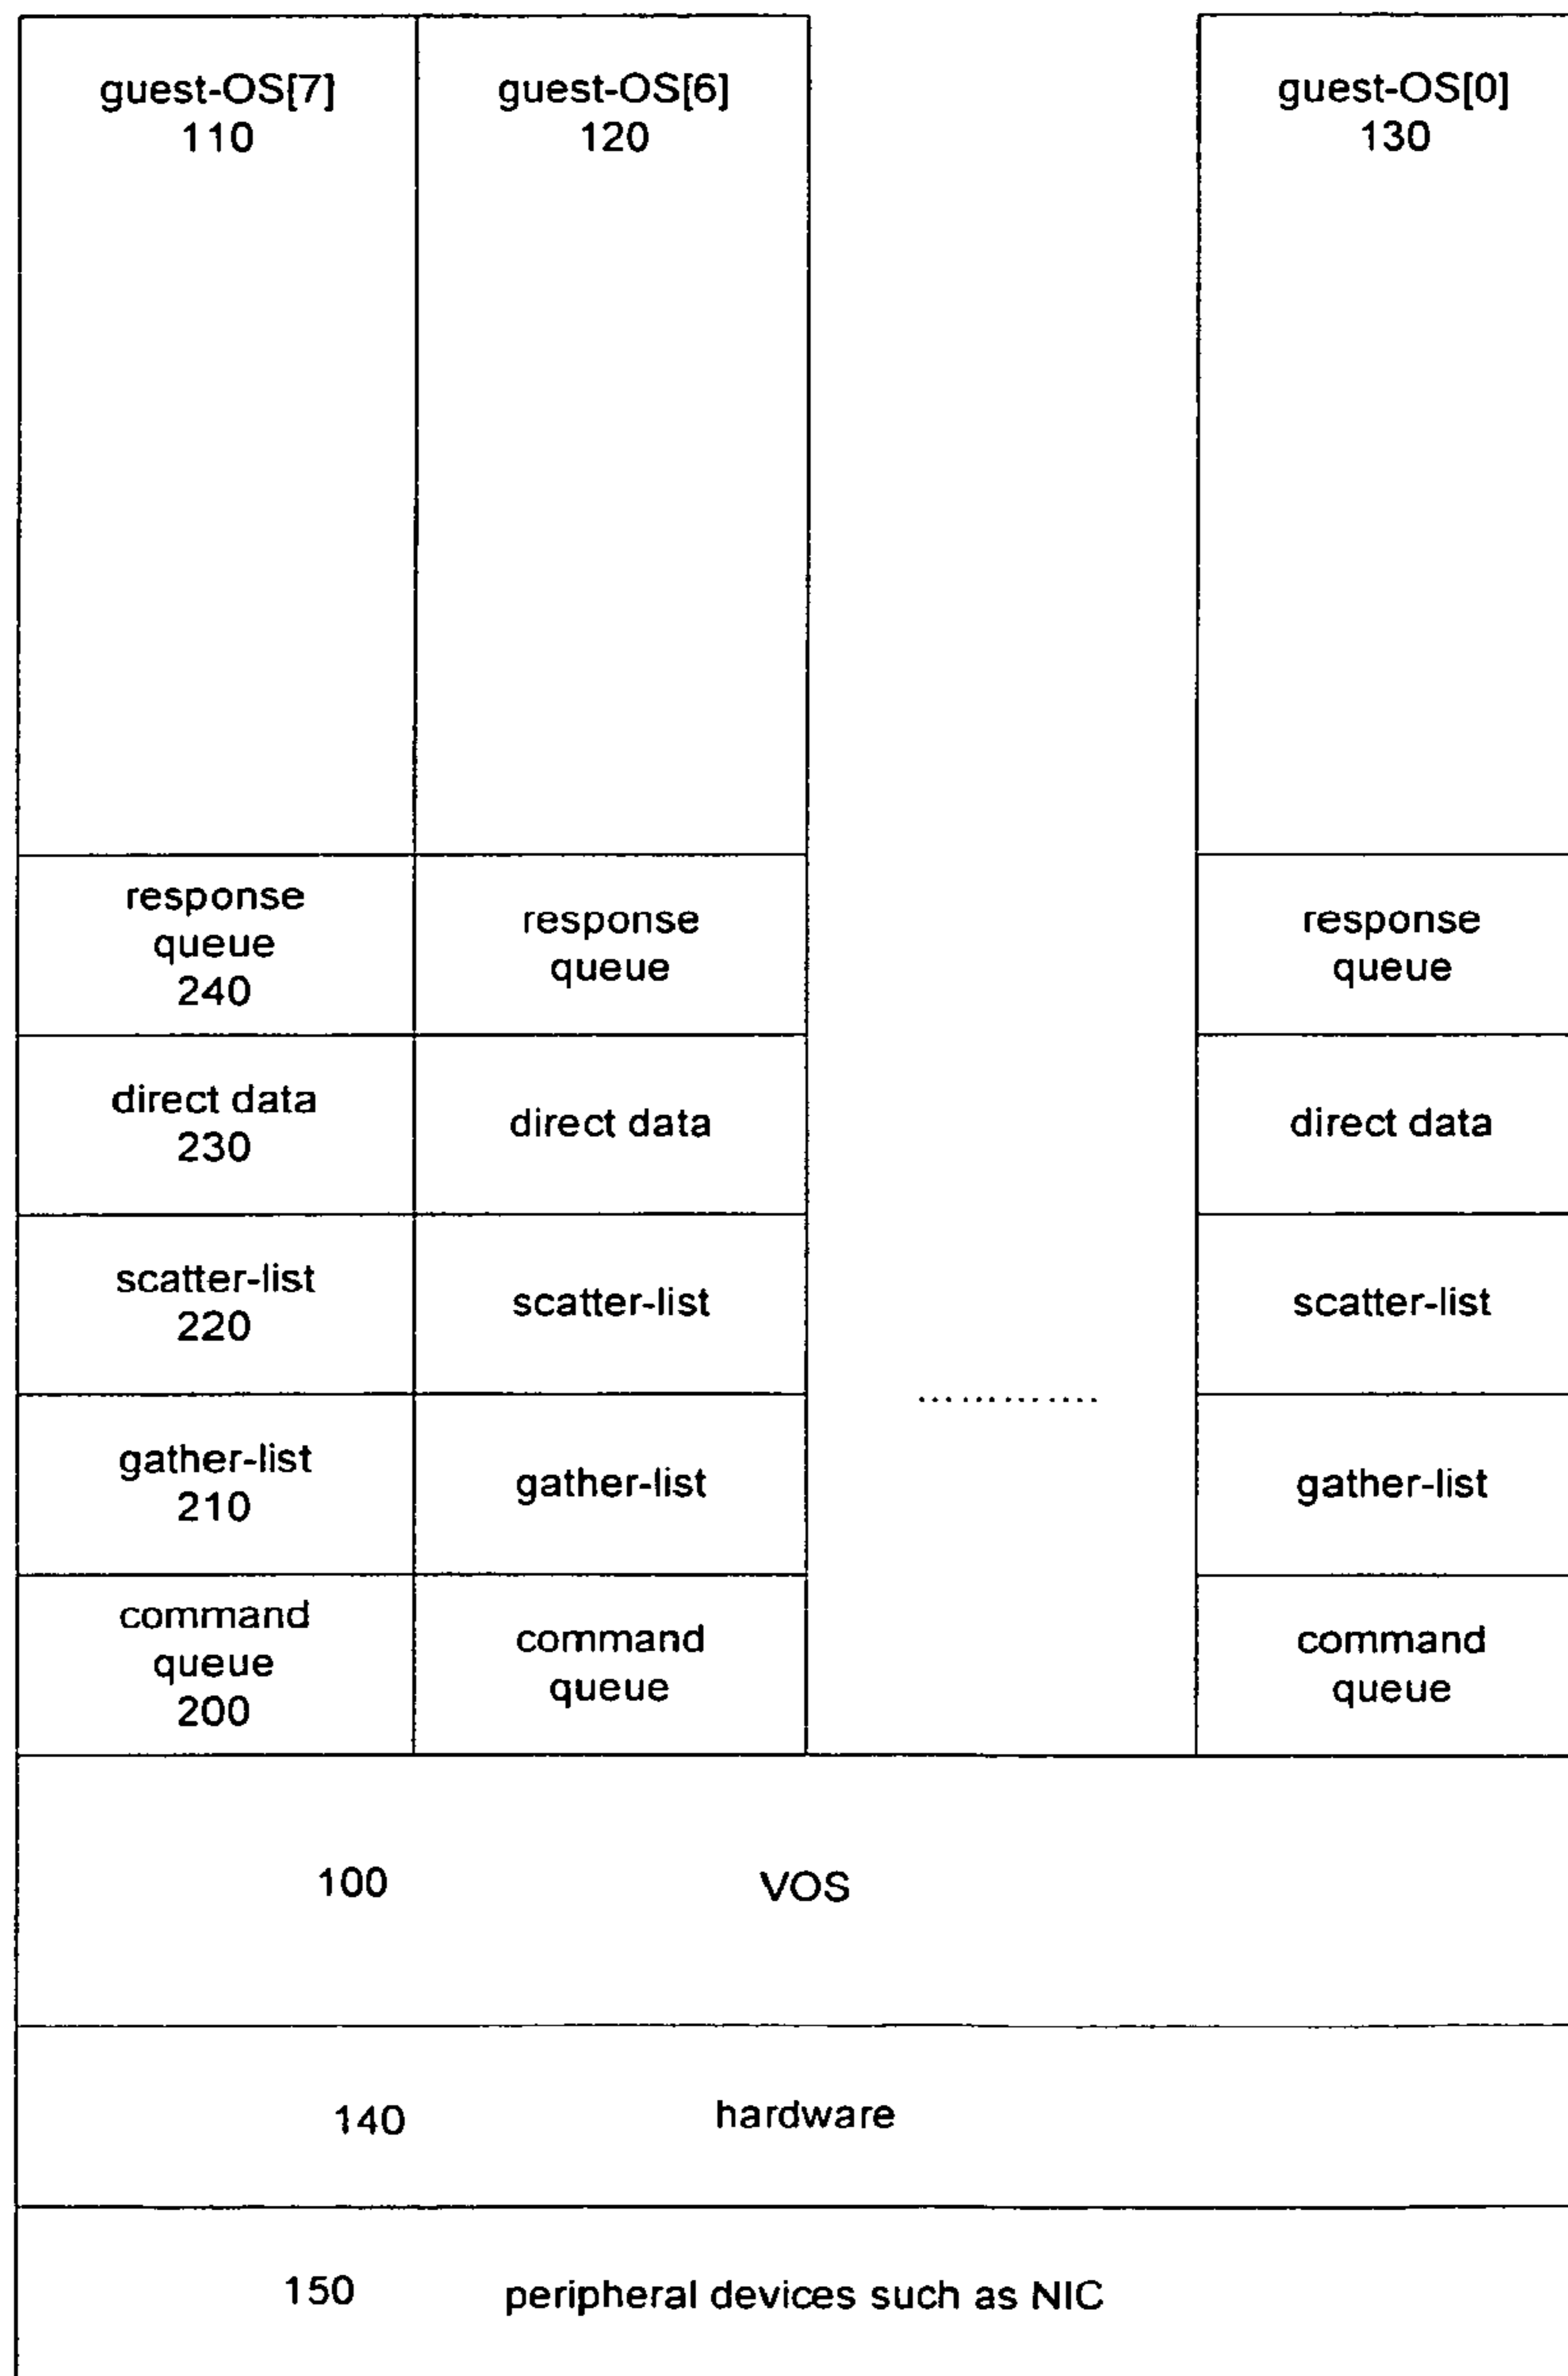 guest-OS[7]
110
guest-OS[6]
120
guest-OS[0]
130
response
queue
240
response
queue
response
queue
direct data
230
direct data
direct data
scatter-list
220
scatter-list
scatter-list
............
gather-list
210
gather-list
gather-list
command
queue
200
command
queue
command
queue
100 VOS
140 hardware
150 peripheral devices such as NIC